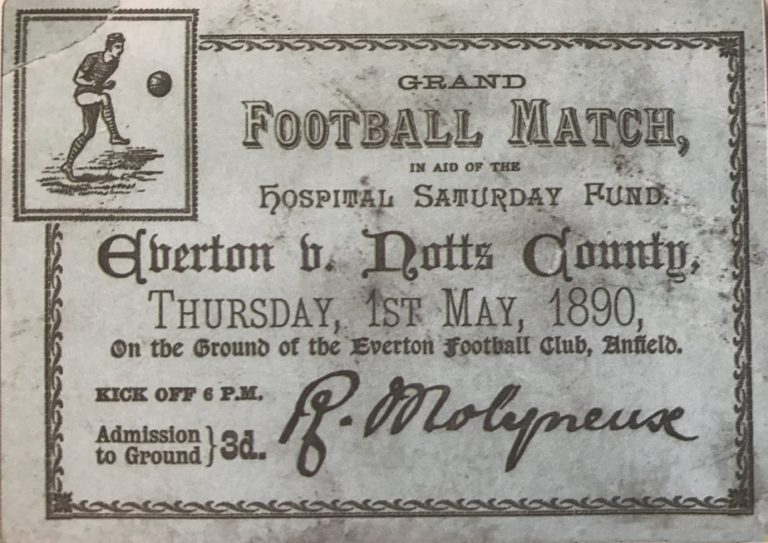 GRAND
FOOTBALL MATCH,
IN AID OF THE
HOSPITAL SATURDAY FUND.
Everton v. Notts County,
THURSDAY, 1ST MAY, 1890,
On the Ground of the Everton Football Club, Anfield.
KICK OFF 6 P.M.
Admission to Ground } 3d.
R. Molyneux